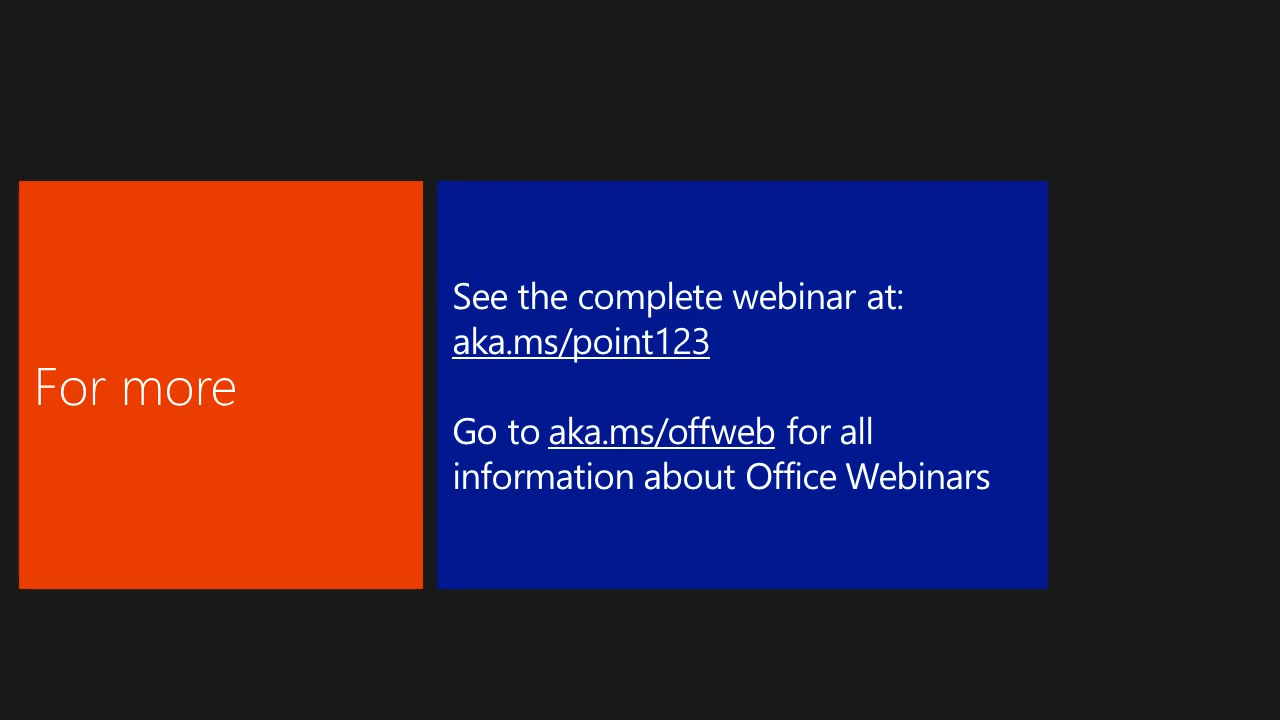 For more
See the complete webinar at:
aka.ms/point123
Go to aka.ms/offweb for all
information about Office Webinars